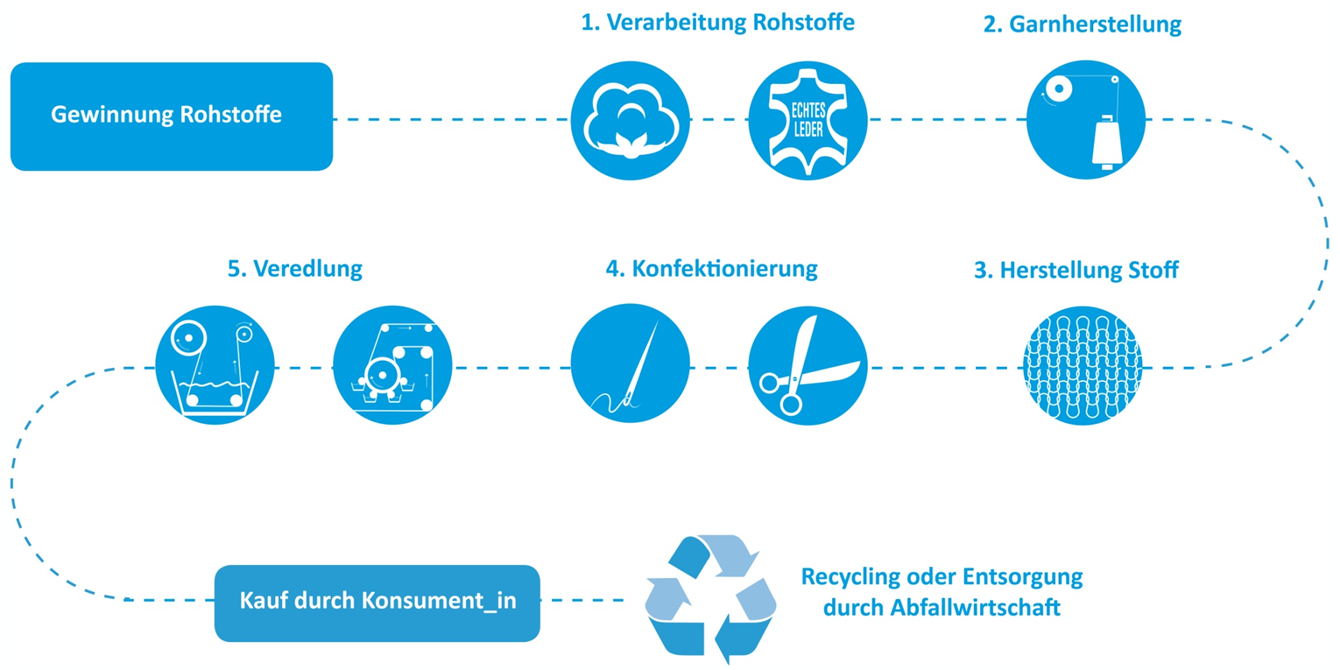 1. Verarbeitung Rohstoffe
2. Garnherstellung
Gewinnung Rohstoffe
ECHTES
LEDER
3. Herstellung Stoff
4. Konfektionierung
5. Veredlung
Kauf durch Konsument_in
Recycling oder Entsorgung
durch Abfallwirtschaft